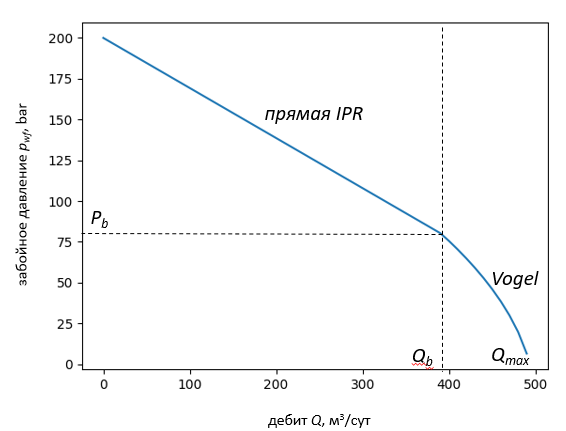 200
175
150
125
100
75
50
25
0
забойное давление p_wf, bar
прямая IPR
P_b
Vogel
Q_b
Q_max
0 100 200 300 400 500
дебит Q, м³/сут